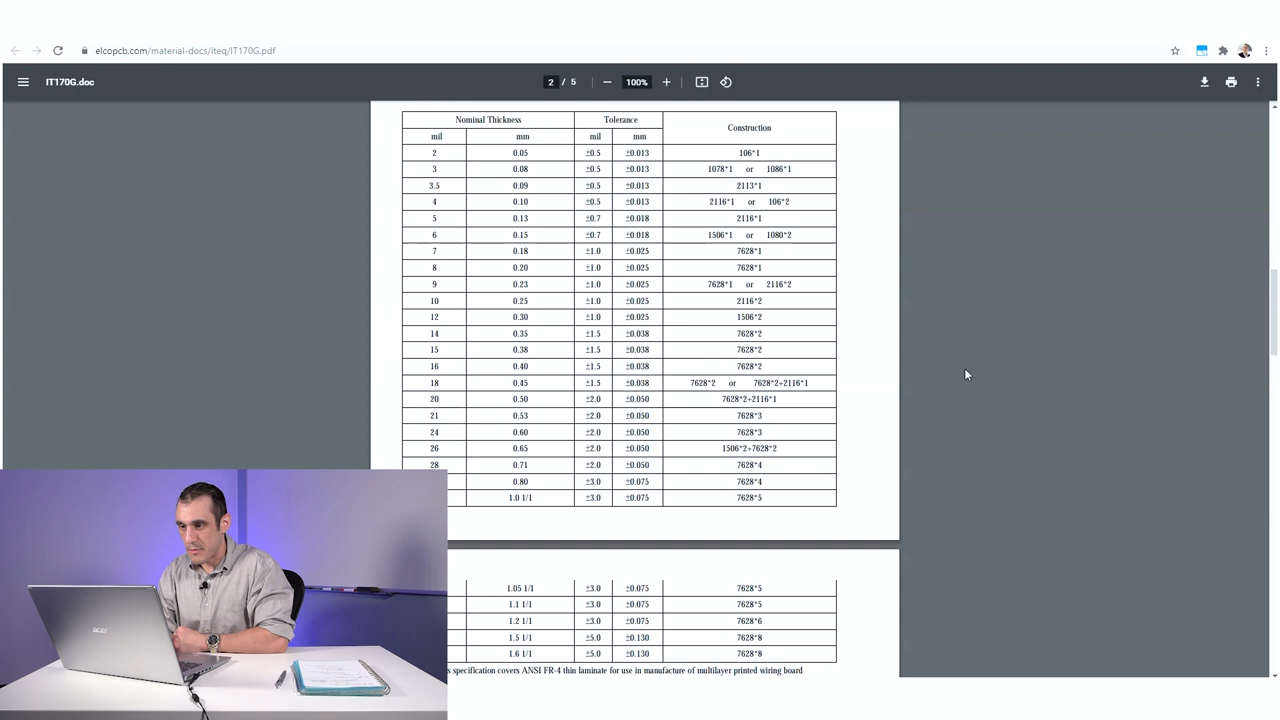 elcopcb.com/material-docs/iteq/IT170G.pdf
IT170G.doc 2 / 5 100%
Nominal Thickness Tolerance Construction
mil mm mil mm
2 0.05 ±0.5 ±0.013 106*1
3 0.08 ±0.5 ±0.013 1078*1 or 1086*1
3.5 0.09 ±0.5 ±0.013 2113*1
4 0.10 ±0.5 ±0.013 2116*1 or 106*2
5 0.13 ±0.7 ±0.018 2116*1
6 0.15 ±0.7 ±0.018 1506*1 or 1080*2
7 0.18 ±1.0 ±0.025 7628*1
8 0.20 ±1.0 ±0.025 7628*1
9 0.23 ±1.0 ±0.025 7628*1 or 2116*2
10 0.25 ±1.0 ±0.025 2116*2
12 0.30 ±1.0 ±0.025 1506*2
14 0.35 ±1.5 ±0.038 7628*2
15 0.38 ±1.5 ±0.038 7628*2
16 0.40 ±1.5 ±0.038 7628*2
18 0.45 ±1.5 ±0.038 7628*2 or 7628*2+2116*1
20 0.50 ±2.0 ±0.050 7628*2+2116*1
21 0.53 ±2.0 ±0.050 7628*3
24 0.60 ±2.0 ±0.050 7628*3
26 0.65 ±2.0 ±0.050 1506*2+7628*2
28 0.71 ±2.0 ±0.050 7628*4
0.80 ±3.0 ±0.075 7628*4
1.0 1/1 ±3.0 ±0.075 7628*5
1.05 1/1 ±3.0 ±0.075 7628*5
1.1 1/1 ±3.0 ±0.075 7628*5
1.2 1/1 ±3.0 ±0.075 7628*6
1.5 1/1 ±5.0 ±0.130 7628*8
1.6 1/1 ±5.0 ±0.130 7628*8
s specification covers ANSI FR-4 thin laminate for use in manufacture of multilayer printed wiring board
acer